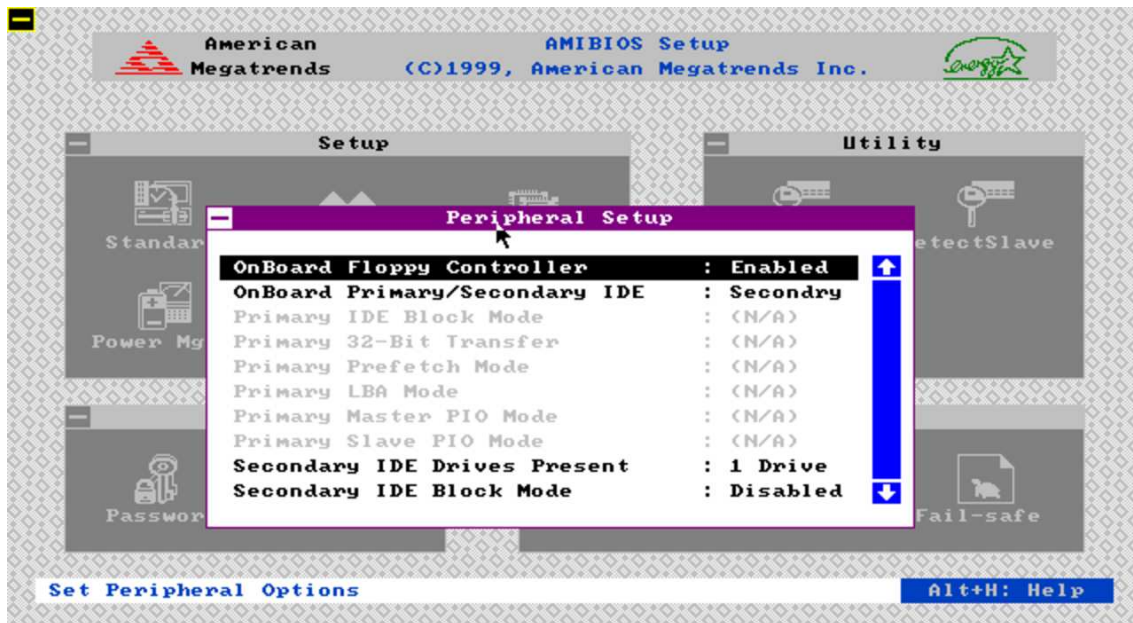 American
Megatrends
AMIBIOS Setup
(C)1999, American Megatrends Inc.
energy
Setup
Utility
Standar
etectSlave
Power Mg
Peripheral Setup
OnBoard Floppy Controller : Enabled
OnBoard Primary/Secondary IDE : Secondry
Primary IDE Block Mode : (N/A)
Primary 32-Bit Transfer : (N/A)
Primary Prefetch Mode : (N/A)
Primary LBA Mode : (N/A)
Primary Master PIO Mode : (N/A)
Primary Slave PIO Mode : (N/A)
Secondary IDE Drives Present : 1 Drive
Secondary IDE Block Mode : Disabled
Passwor
Fail-safe
Set Peripheral Options
Alt+H: Help